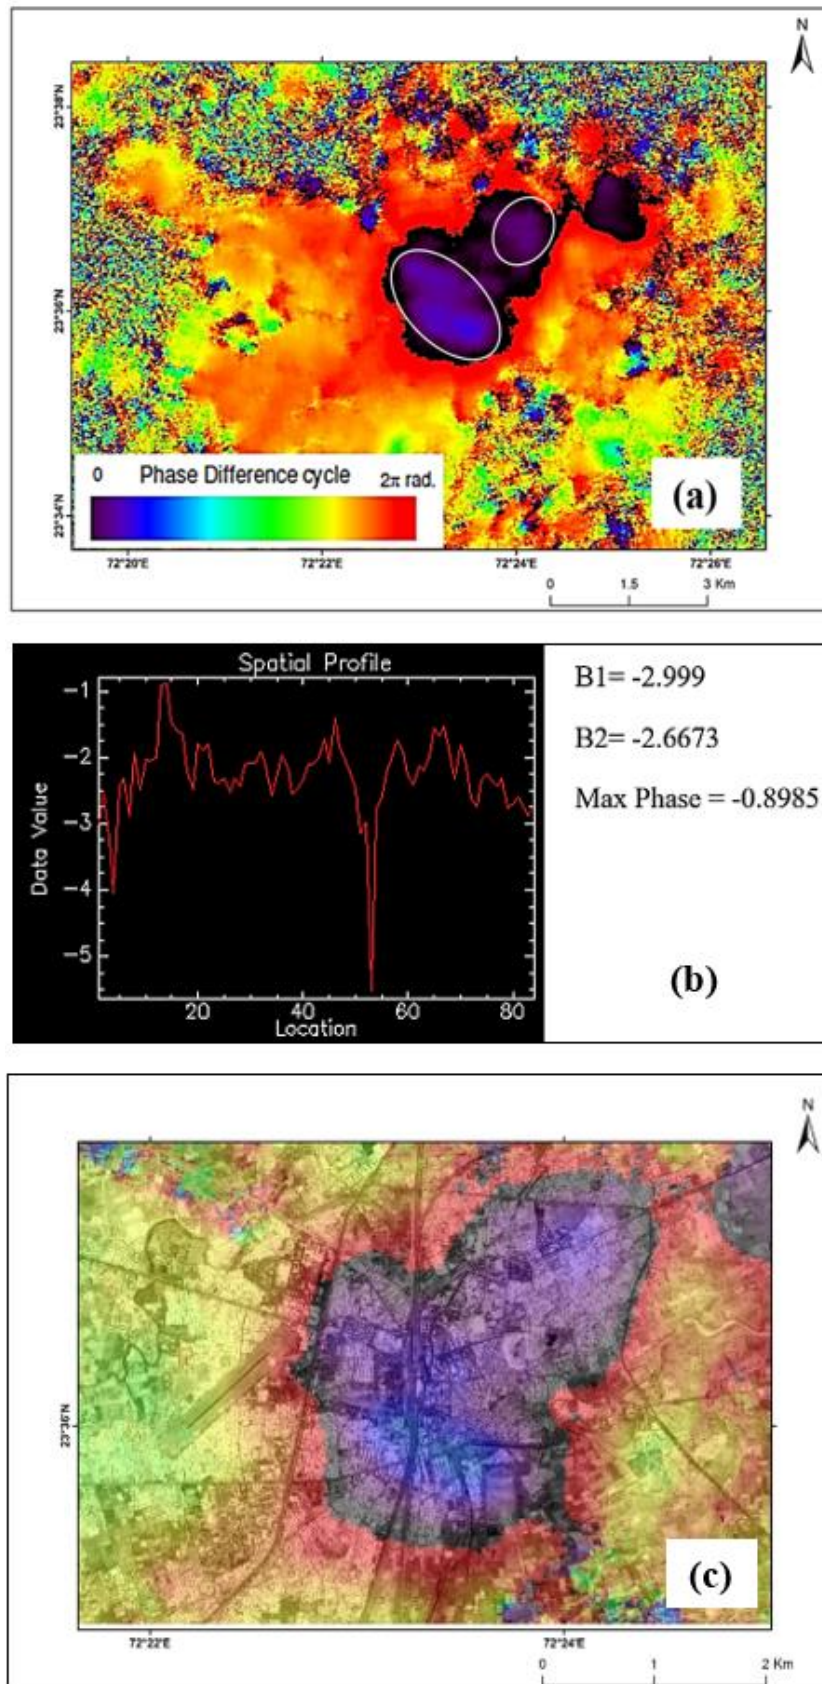 N
23°38'N
23°36'N
23°34'N
0 Phase Difference cycle 2π rad.
(a)
72°20'E 72°22'E 72°24'E 72°26'E
0 1.5 3 Km
Spatial Profile
Data Value
-1
-2
-3
-4
-5
20 40 60 80
Location
B1= -2.999
B2= -2.6673
Max Phase = -0.8985
(b)
N
23°36'N
(c)
72°22'E 72°24'E
0 1 2 Km